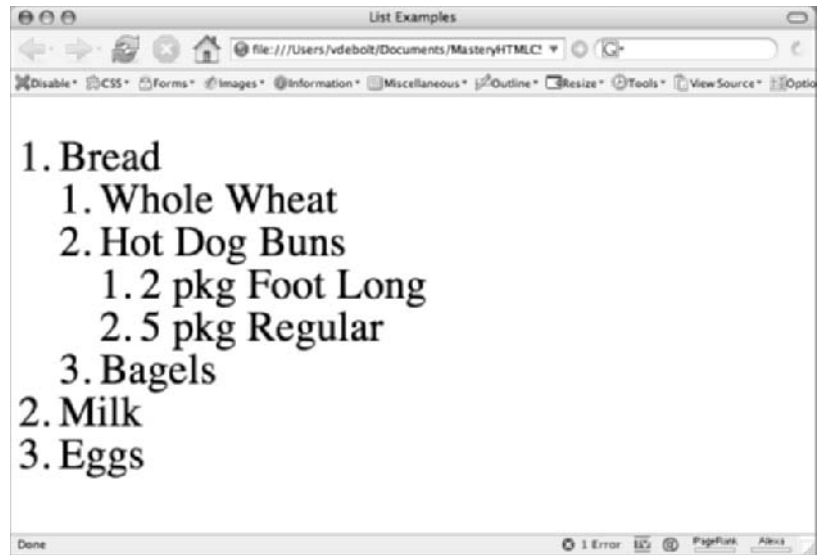 List Examples
file:///Users/vdebolt/Documents/MasteryHTMLC
Disable CSS Forms Images Information Miscellaneous Outline Resize Tools View Source Optio
1. Bread
1. Whole Wheat
2. Hot Dog Buns
1. 2 pkg Foot Long
2. 5 pkg Regular
3. Bagels
2. Milk
3. Eggs
Done 1 Error PageRank Alexa